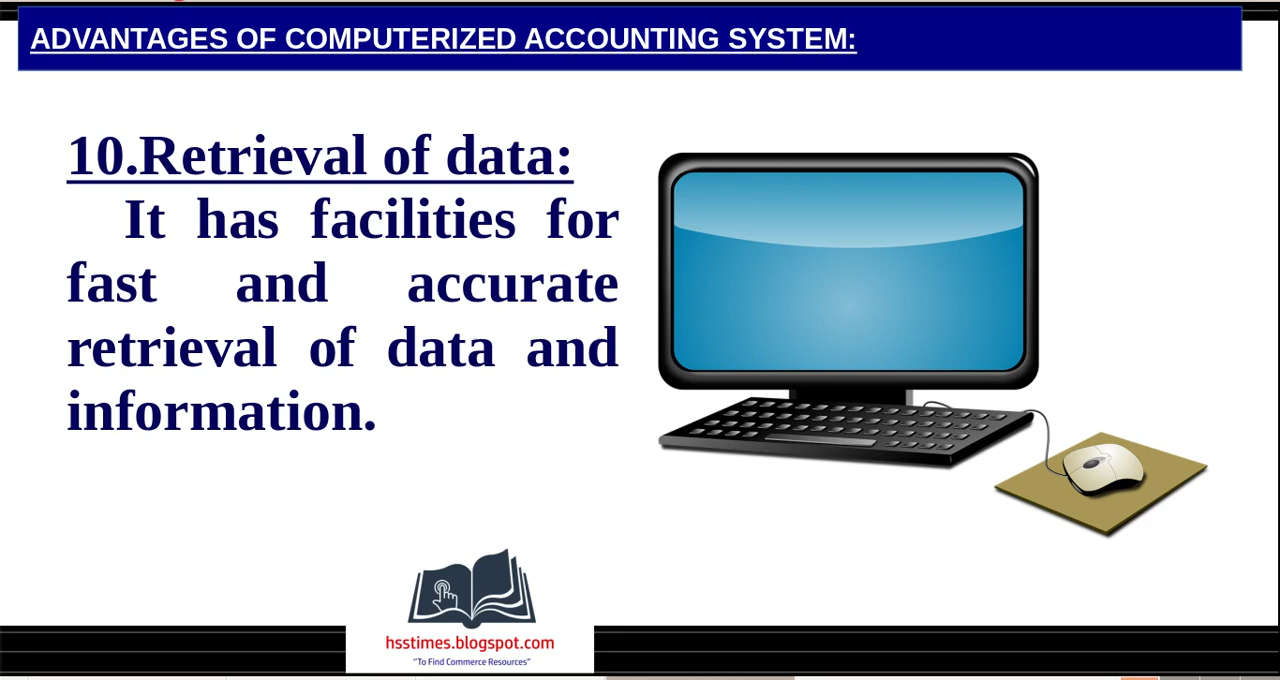 ADVANTAGES OF COMPUTERIZED ACCOUNTING SYSTEM:
10.Retrieval of data:
It has facilities for
fast and accurate
retrieval of data and
information.
hsstimes.blogspot.com
"To Find Commerce Resources"